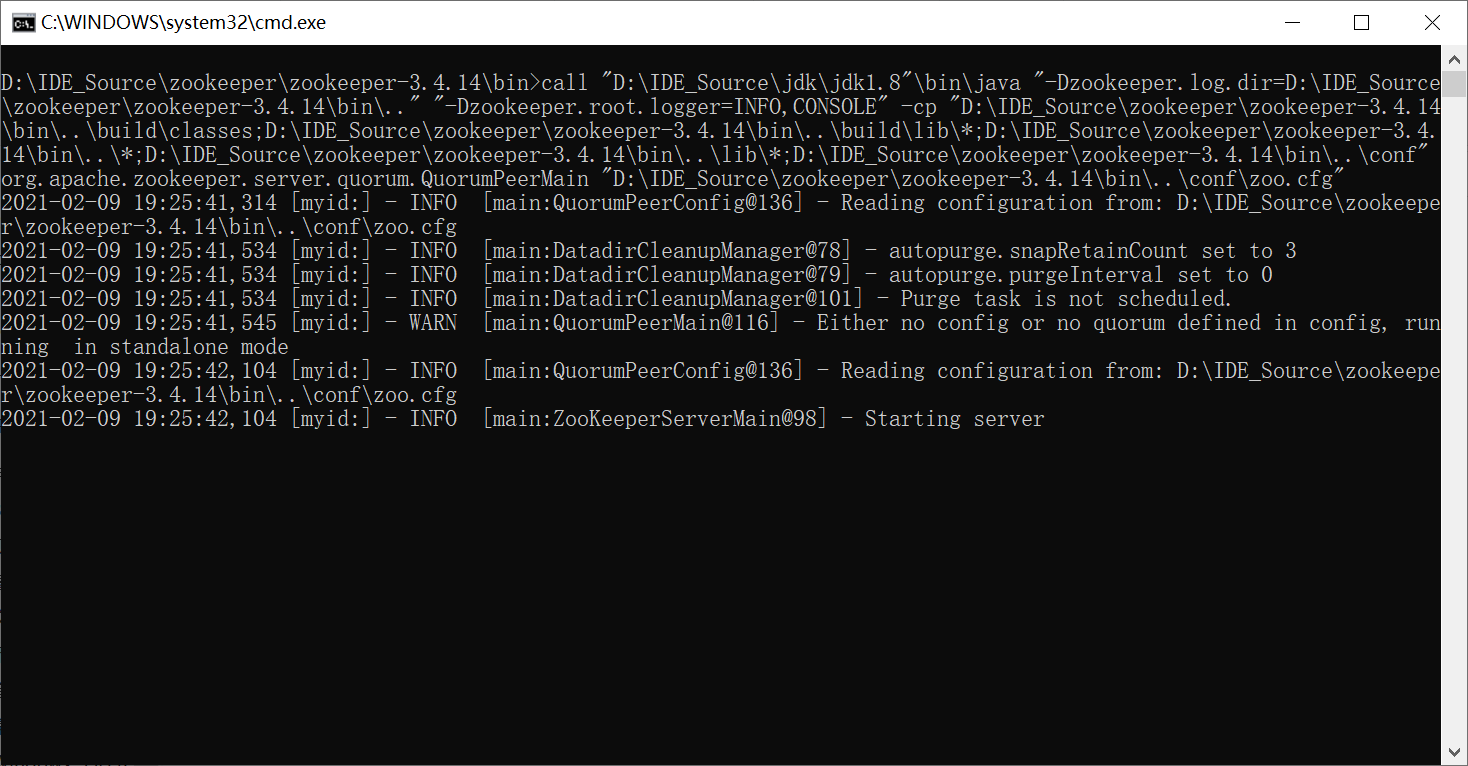 C:\WINDOWS\system32\cmd.exe
D:\IDE_Source\zookeeper\zookeeper-3.4.14\bin>call "D:\IDE_Source\jdk\jdk1.8"\bin\java "-Dzookeeper.log.dir=D:\IDE_Source
\zookeeper\zookeeper-3.4.14\bin\.." "-Dzookeeper.root.logger=INFO,CONSOLE" -cp "D:\IDE_Source\zookeeper\zookeeper-3.4.14
\bin\..\build\classes;D:\IDE_Source\zookeeper\zookeeper-3.4.14\bin\..\build\lib\*;D:\IDE_Source\zookeeper\zookeeper-3.4.
14\bin\..\*;D:\IDE_Source\zookeeper\zookeeper-3.4.14\bin\..\lib\*;D:\IDE_Source\zookeeper\zookeeper-3.4.14\bin\..\conf"
org.apache.zookeeper.server.quorum.QuorumPeerMain "D:\IDE_Source\zookeeper\zookeeper-3.4.14\bin\..\conf\zoo.cfg"
2021-02-09 19:25:41,314 [myid:] - INFO  [main:QuorumPeerConfig@136] - Reading configuration from: D:\IDE_Source\zookeepe
r\zookeeper-3.4.14\bin\..\conf\zoo.cfg
2021-02-09 19:25:41,534 [myid:] - INFO  [main:DatadirCleanupManager@78] - autopurge.snapRetainCount set to 3
2021-02-09 19:25:41,534 [myid:] - INFO  [main:DatadirCleanupManager@79] - autopurge.purgeInterval set to 0
2021-02-09 19:25:41,534 [myid:] - INFO  [main:DatadirCleanupManager@101] - Purge task is not scheduled.
2021-02-09 19:25:41,545 [myid:] - WARN  [main:QuorumPeerMain@116] - Either no config or no quorum defined in config, run
ning  in standalone mode
2021-02-09 19:25:42,104 [myid:] - INFO  [main:QuorumPeerConfig@136] - Reading configuration from: D:\IDE_Source\zookeepe
r\zookeeper-3.4.14\bin\..\conf\zoo.cfg
2021-02-09 19:25:42,104 [myid:] - INFO  [main:ZooKeeperServerMain@98] - Starting server